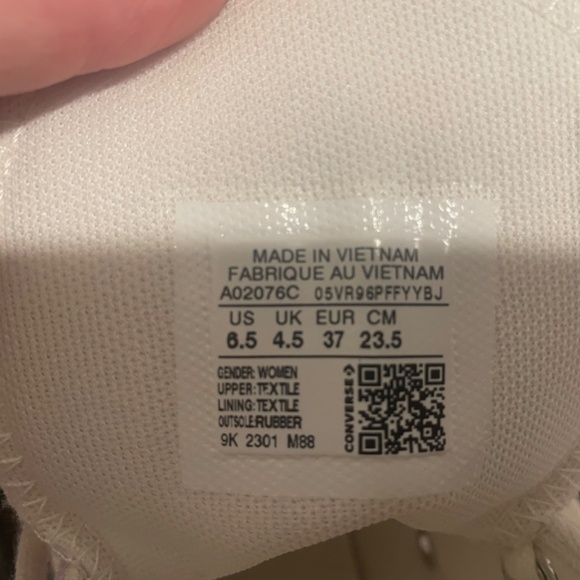 MADE IN VIETNAM
FABRIQUE AU VIETNAM
A02076C 05VR96PFFYYBJ
US UK EUR CM
6.5 4.5 37 23.5
GENDER: WOMEN
UPPER: TEXTILE
LINING: TEXTILE
OUTSOLE: RUBBER
9K 2301 M88
CONVERSE